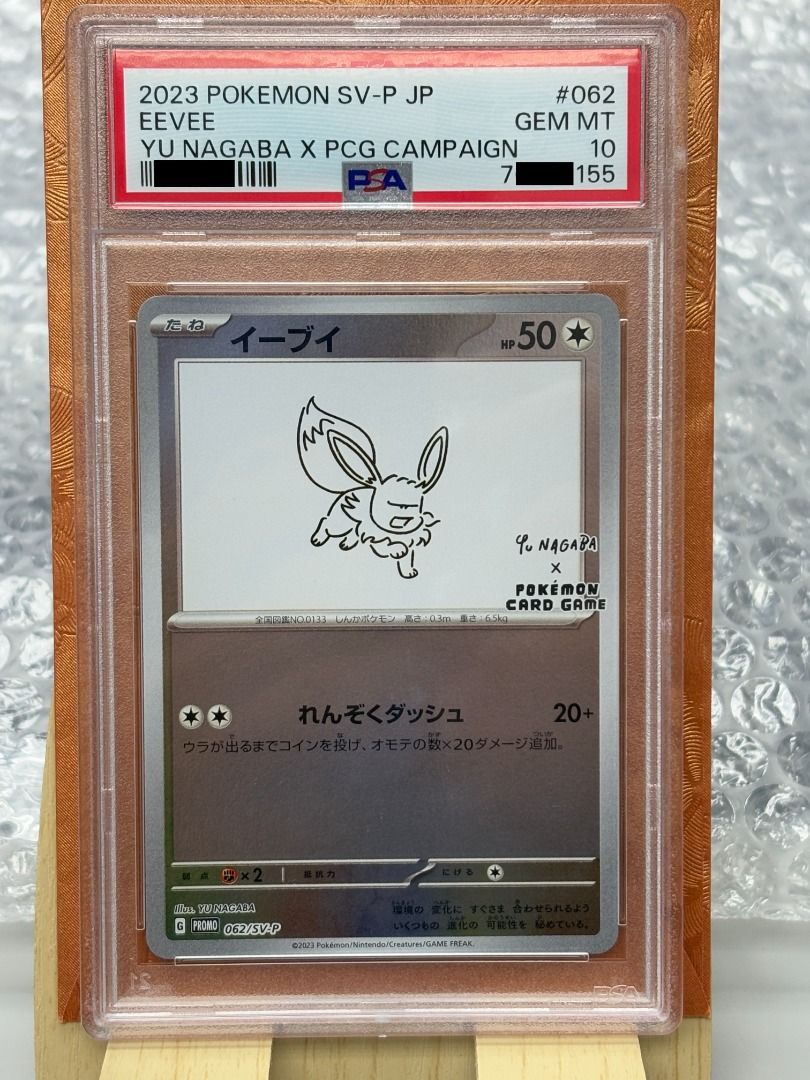 2023 POKEMON SV-P JP #062
EEVEE GEM MT
YU NAGABA X PCG CAMPAIGN 10
PSA 7 155
たね イーブイ HP 50
Yu NAGABA
X
POKÉMON
CARD GAME
全国図鑑NO.0133 しんかポケモン 高さ:0.3m 重さ:6.5kg
れんぞくダッシュ 20+
ウラが出るまでコインを投げ、オモテの数×20ダメージ追加。
弱点 ×2 抵抗力 にげる
Illus. YU NAGABA
環境の変化に すぐさま 合わせられるよう
いくつもの 進化の 可能性を 秘めている。
G PROMO 062/SV-P
©2023 Pokémon/Nintendo/Creatures/GAME FREAK.
PSA